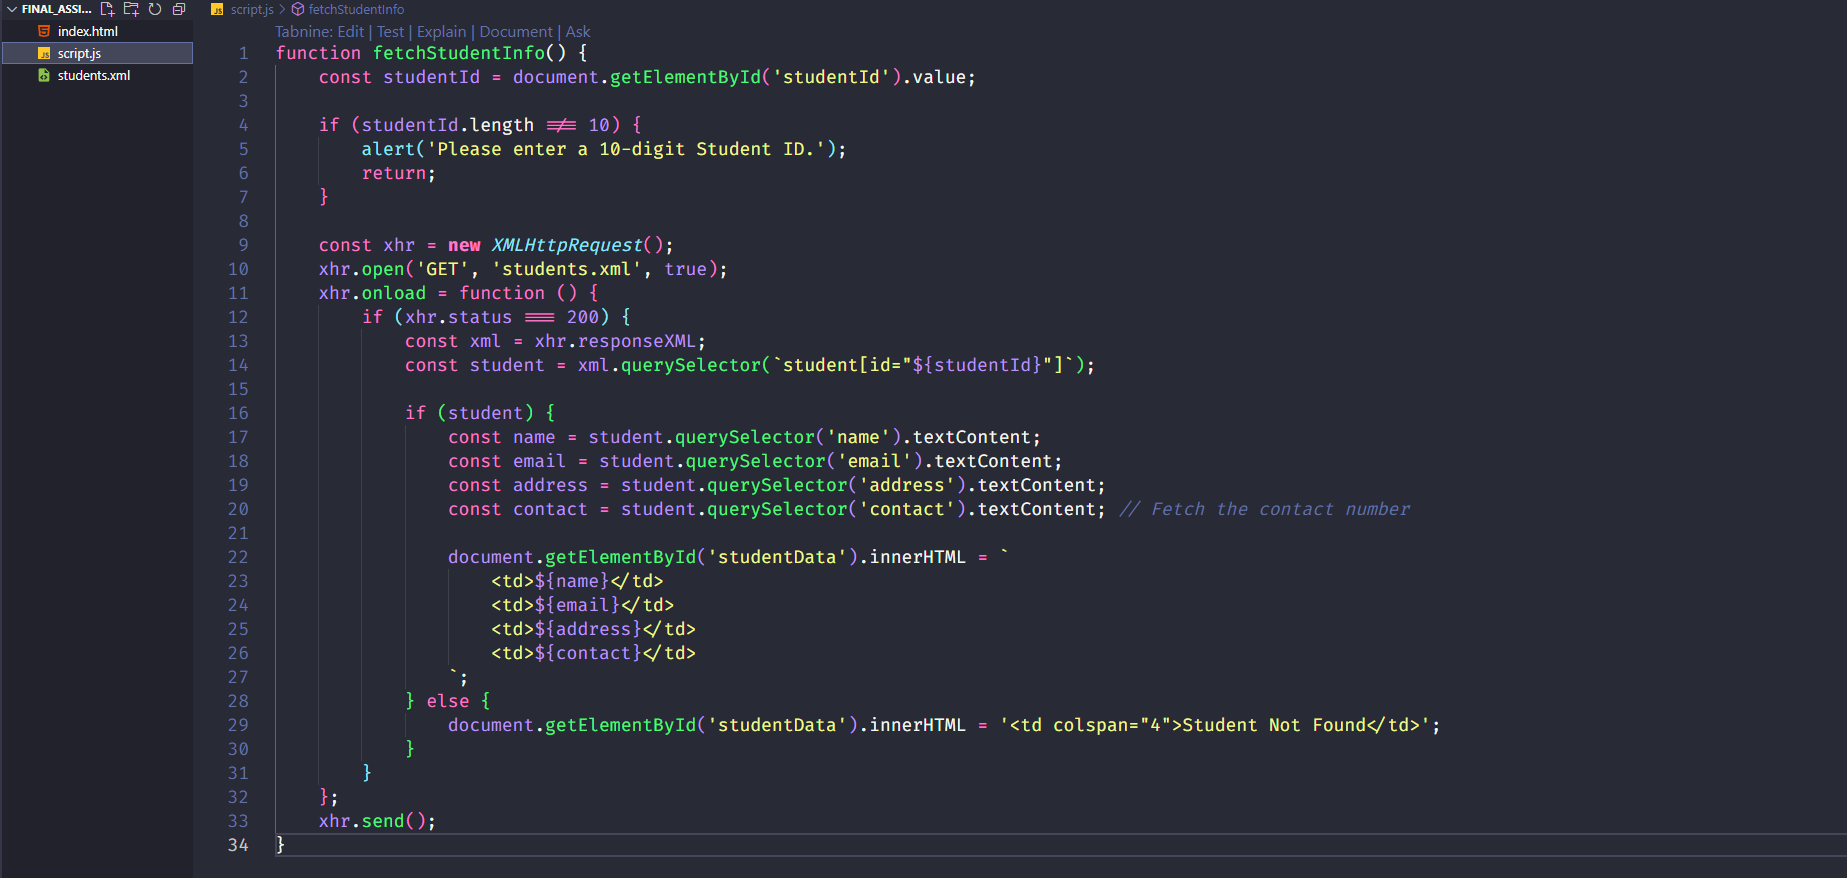 FINAL_ASSI...
index.html
script.js
students.xml
script.js > fetchStudentInfo
Tabnine: Edit | Test | Explain | Document | Ask
1 function fetchStudentInfo() {
2 const studentId = document.getElementById('studentId').value;
3
4 if (studentId.length !== 10) {
5 alert('Please enter a 10-digit Student ID.');
6 return;
7 }
8
9 const xhr = new XMLHttpRequest();
10 xhr.open('GET', 'students.xml', true);
11 xhr.onload = function () {
12 if (xhr.status === 200) {
13 const xml = xhr.responseXML;
14 const student = xml.querySelector(`student[id="${studentId}"]`);
15
16 if (student) {
17 const name = student.querySelector('name').textContent;
18 const email = student.querySelector('email').textContent;
19 const address = student.querySelector('address').textContent;
20 const contact = student.querySelector('contact').textContent; // Fetch the contact number
21
22 document.getElementById('studentData').innerHTML = `
23 <td>${name}</td>
24 <td>${email}</td>
25 <td>${address}</td>
26 <td>${contact}</td>
27 `;
28 } else {
29 document.getElementById('studentData').innerHTML = '<td colspan="4">Student Not Found</td>';
30 }
31 }
32 };
33 xhr.send();
34 }